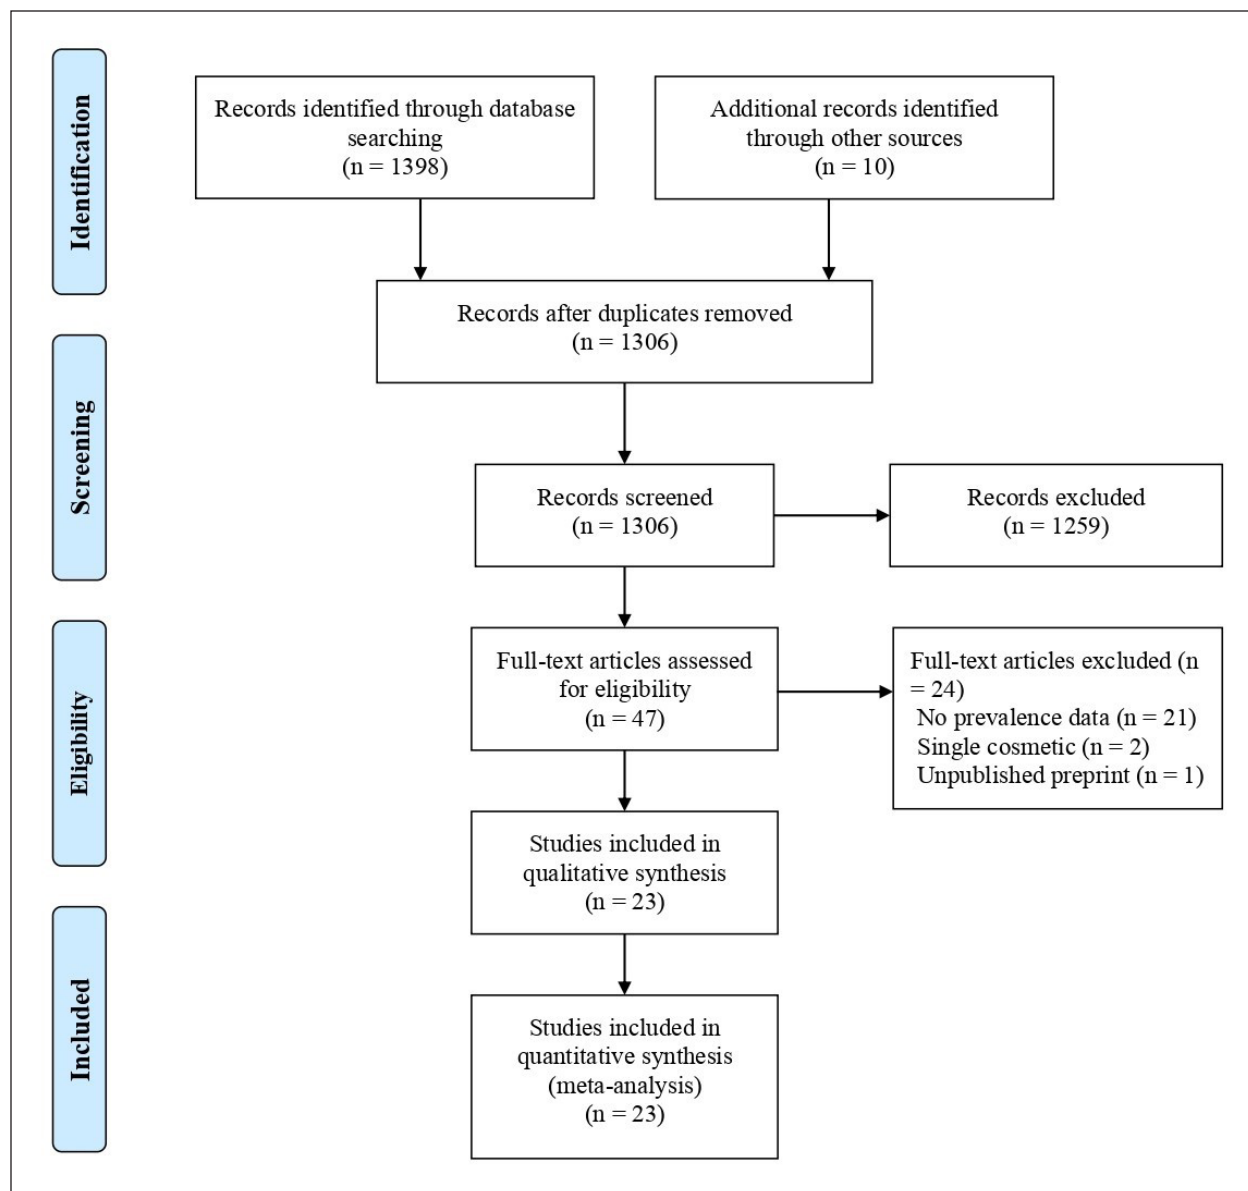 Identification
Records identified through database
searching
(n = 1398)
Additional records identified
through other sources
(n = 10)
Records after duplicates removed
(n = 1306)
Screening
Records screened
(n = 1306)
Records excluded
(n = 1259)
Eligibility
Full-text articles assessed
for eligibility
(n = 47)
Full-text articles excluded (n
= 24)
No prevalence data (n = 21)
Single cosmetic (n = 2)
Unpublished preprint (n = 1)
Studies included in
qualitative synthesis
(n = 23)
Included
Studies included in
quantitative synthesis
(meta-analysis)
(n = 23)